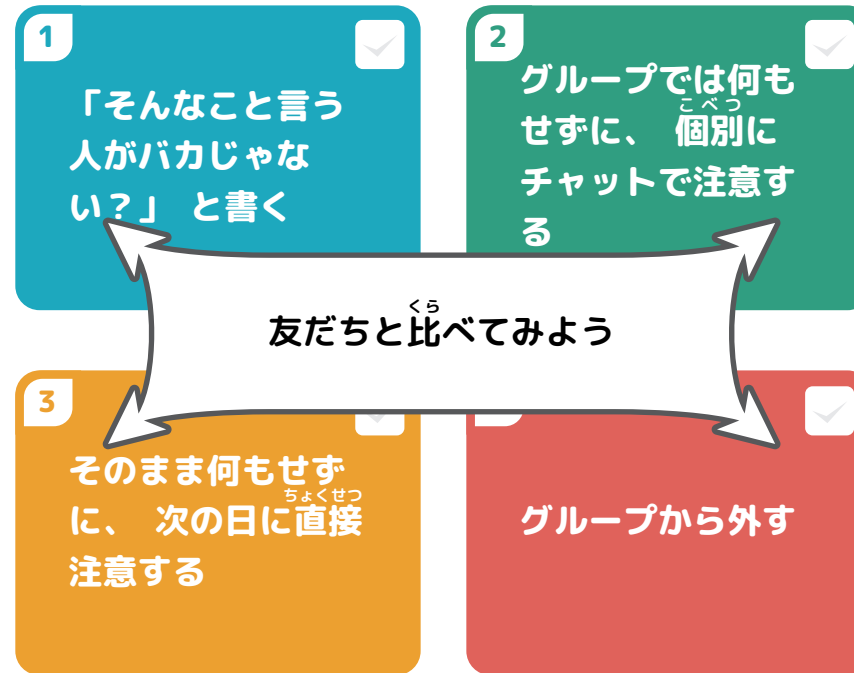 1
「そんなこと言う
人がバカじゃな
い？」 と書く
2
グループでは何も
こべつ
せずに、 個別に
チャットで注意す
る
くら
友だちと比べてみよう
3
そのまま何もせず
ちょくせつ
に、 次の日に直接
注意する
グループから外す